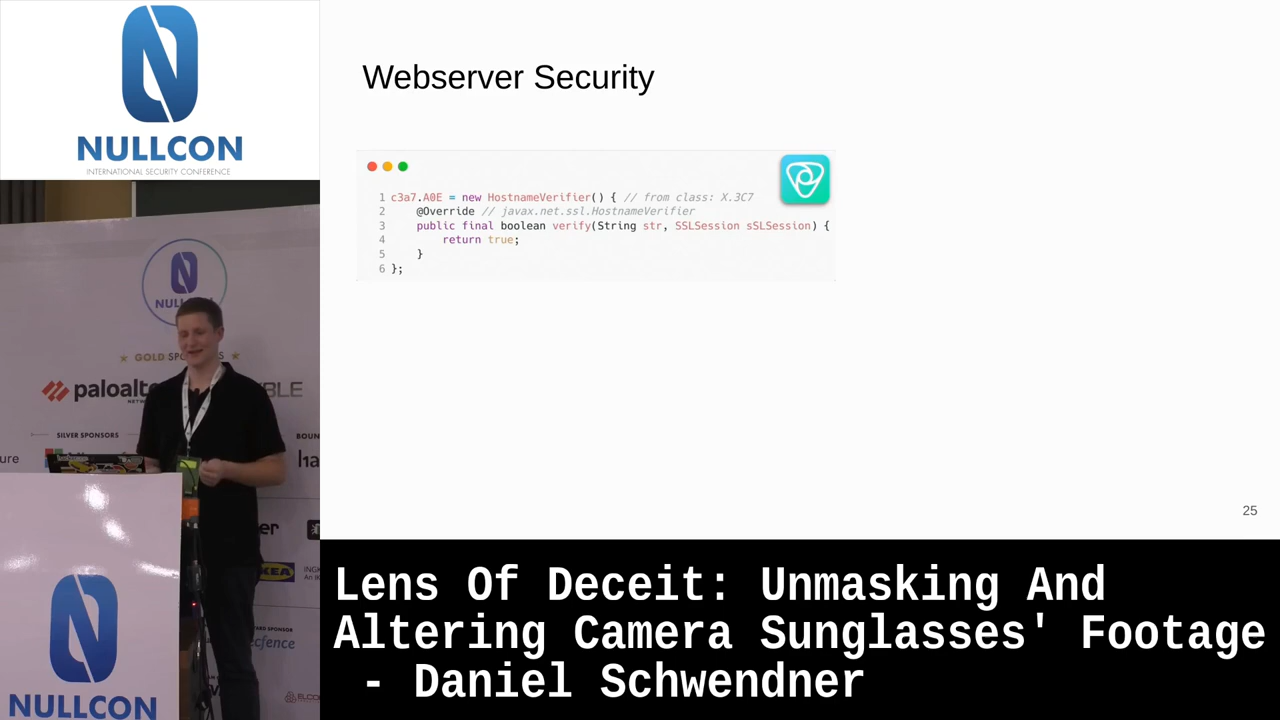 NULLCON
INTERNATIONAL SECURITY CONFERENCE
Webserver Security
1 c3a7.A0E = new HostnameVerifier() { // from class: X.3C7
2 @Override // javax.net.ssl.HostnameVerifier
3 public final boolean verify(String str, SSLSession sSLSession) {
4 return true;
5 }
6 };
25
GOLD
paloalto
SILVER SPONSORS
ure
NULLCON
Lens Of Deceit: Unmasking And
Altering Camera Sunglasses' Footage
- Daniel Schwendner